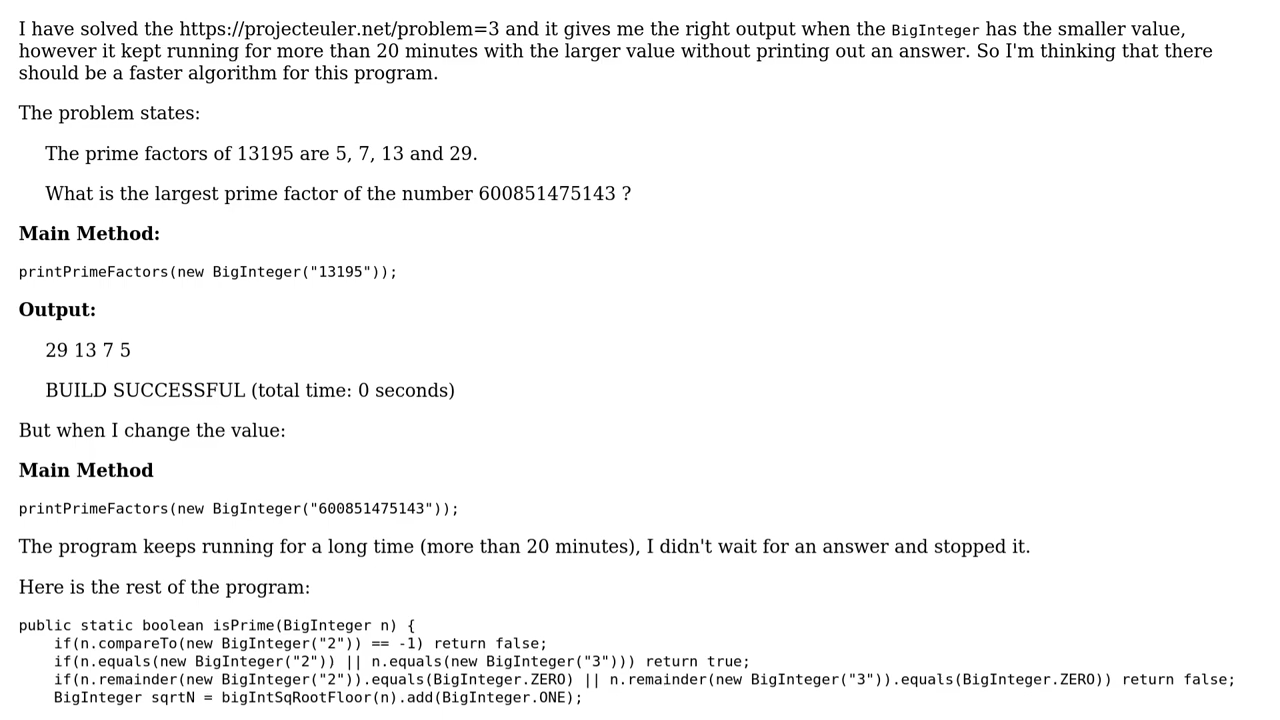 I have solved the https://projecteuler.net/problem=3 and it gives me the right output when the BigInteger has the smaller value,
however it kept running for more than 20 minutes with the larger value without printing out an answer. So I'm thinking that there
should be a faster algorithm for this program.
The problem states:
The prime factors of 13195 are 5, 7, 13 and 29.
What is the largest prime factor of the number 600851475143 ?
Main Method:
printPrimeFactors(new BigInteger("13195"));
Output:
29 13 7 5
BUILD SUCCESSFUL (total time: 0 seconds)
But when I change the value:
Main Method
printPrimeFactors(new BigInteger("600851475143"));
The program keeps running for a long time (more than 20 minutes), I didn't wait for an answer and stopped it.
Here is the rest of the program:
public static boolean isPrime(BigInteger n) {
    if(n.compareTo(new BigInteger("2")) == -1) return false;
    if(n.equals(new BigInteger("2")) || n.equals(new BigInteger("3"))) return true;
    if(n.remainder(new BigInteger("2")).equals(BigInteger.ZERO) || n.remainder(new BigInteger("3")).equals(BigInteger.ZERO)) return false;
    BigInteger sqrtN = bigIntSqRootFloor(n).add(BigInteger.ONE);